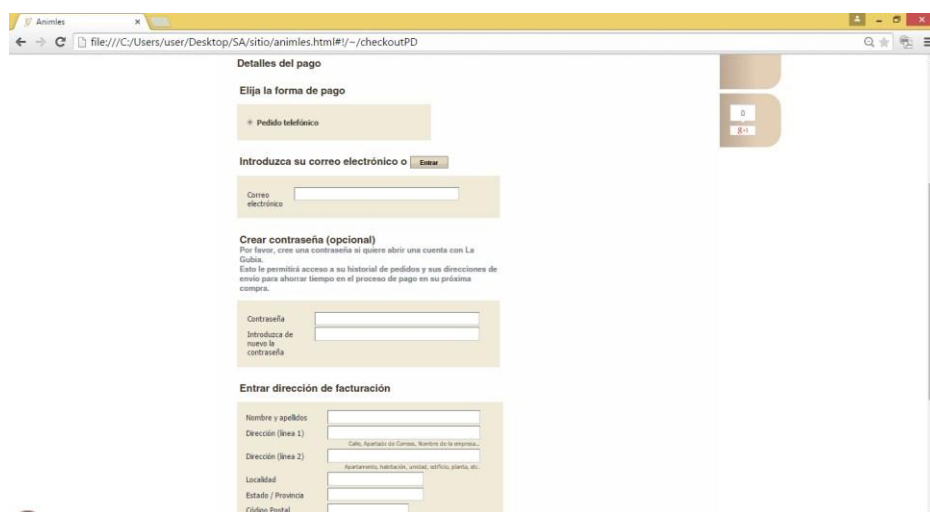 Animles
file:///C:/Users/user/Desktop/SA/sitio/animles.html#!/~/checkoutPD
Detalles del pago
Elija la forma de pago
Pedido telefónico
0
g+1
Introduzca su correo electrónico o Entrar
Correo
electrónico
Crear contraseña (opcional)
Por favor, cree una contraseña si quiere abrir una cuenta con La
Gubia.
Esto le permitirá acceso a su historial de pedidos y sus direcciones de
envío para ahorrar tiempo en el proceso de pago en su próxima
compra.
Contraseña
Introduzca de
nuevo la
contraseña
Entrar dirección de facturación
Nombre y apellidos
Dirección (línea 1)
Calle, Apartado de Correos, Nombre de la empresa...
Dirección (línea 2)
Apartamento, habitación, unidad, edificio, planta, etc.
Localidad
Estado / Provincia
Código Postal